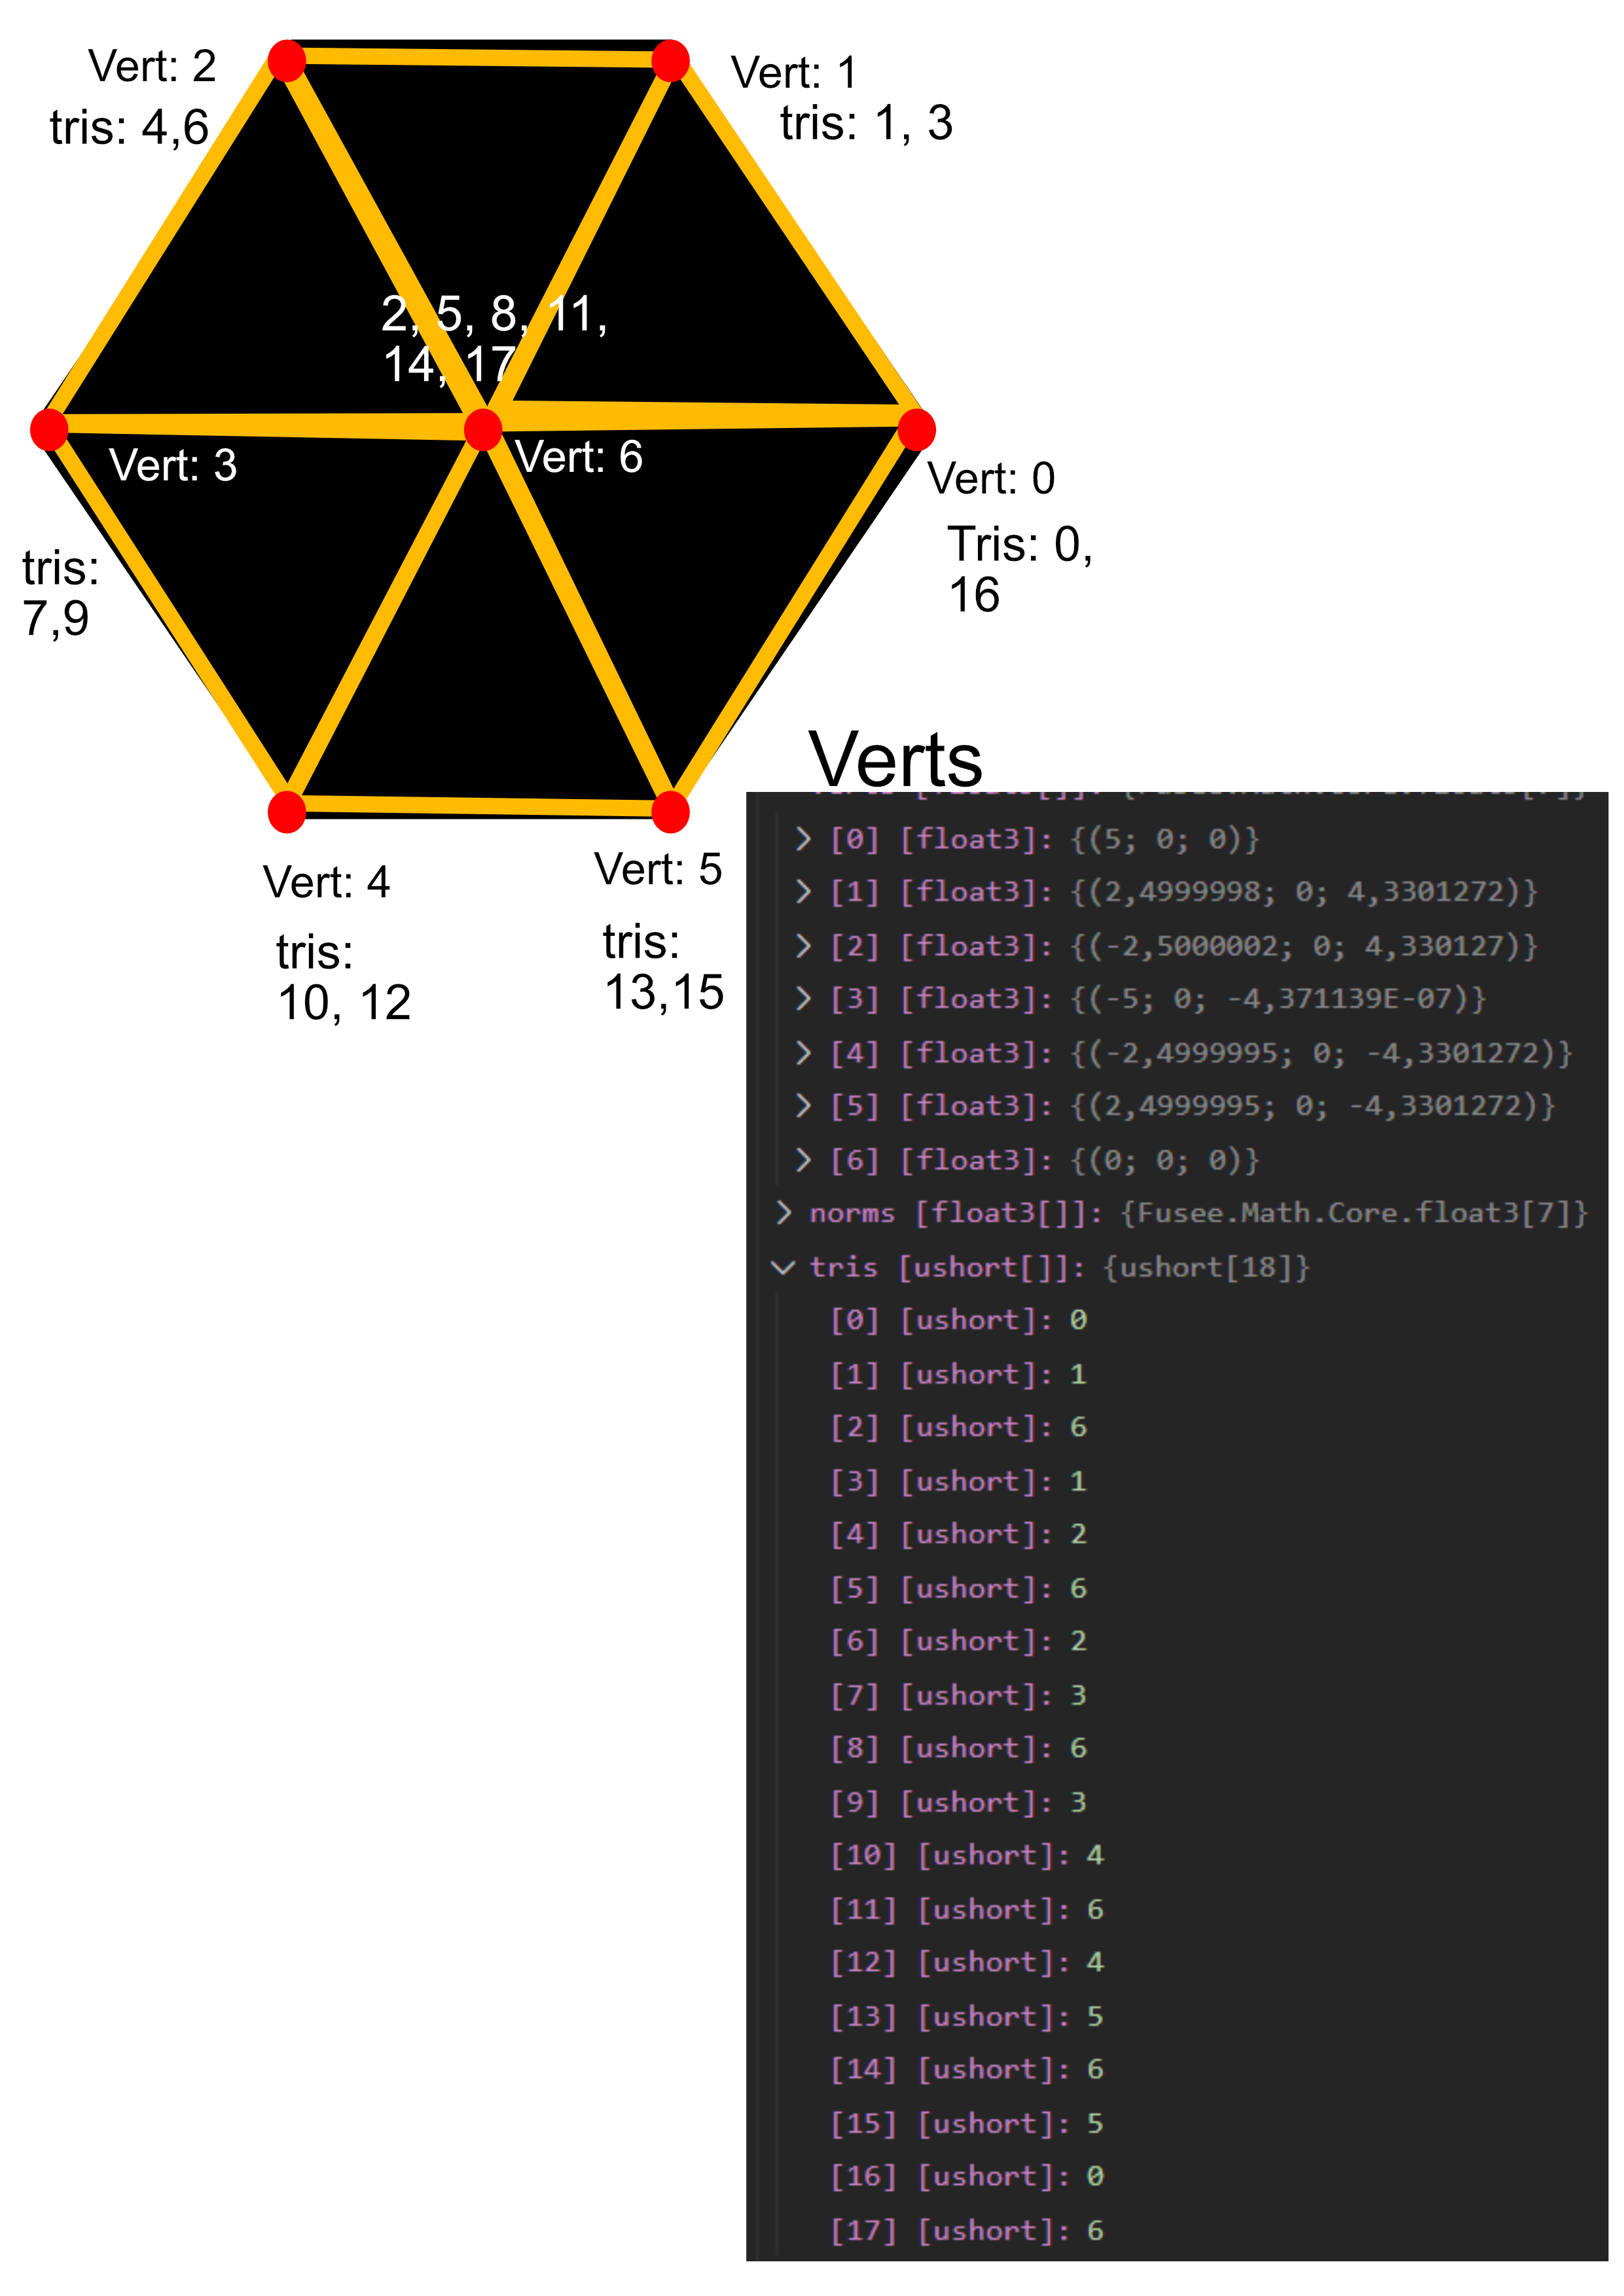 Vert: 2
Vert: 1
tris: 4,6
tris: 1, 3
2, 5, 8, 11,
14, 17
Vert: 3
Vert: 6
Vert: 0
Tris: 0,
16
tris:
7,9
Vert: 4
Vert: 5
tris:
10, 12
tris:
13,15
Verts
[0] [float3]: {(5; 0; 0)}
[1] [float3]: {(2,4999998; 0; 4,3301272)}
[2] [float3]: {(-2,5000002; 0; 4,330127)}
[3] [float3]: {(-5; 0; -4,371139E-07)}
[4] [float3]: {(-2,4999995; 0; -4,3301272)}
[5] [float3]: {(2,4999995; 0; -4,3301272)}
[6] [float3]: {(0; 0; 0)}
norms [float3[]]: {Fusee.Math.Core.float3[7]}
tris [ushort[]]: {ushort[18]}
[0] [ushort]: 0
[1] [ushort]: 1
[2] [ushort]: 6
[3] [ushort]: 1
[4] [ushort]: 2
[5] [ushort]: 6
[6] [ushort]: 2
[7] [ushort]: 3
[8] [ushort]: 6
[9] [ushort]: 3
[10] [ushort]: 4
[11] [ushort]: 6
[12] [ushort]: 4
[13] [ushort]: 5
[14] [ushort]: 6
[15] [ushort]: 5
[16] [ushort]: 0
[17] [ushort]: 6